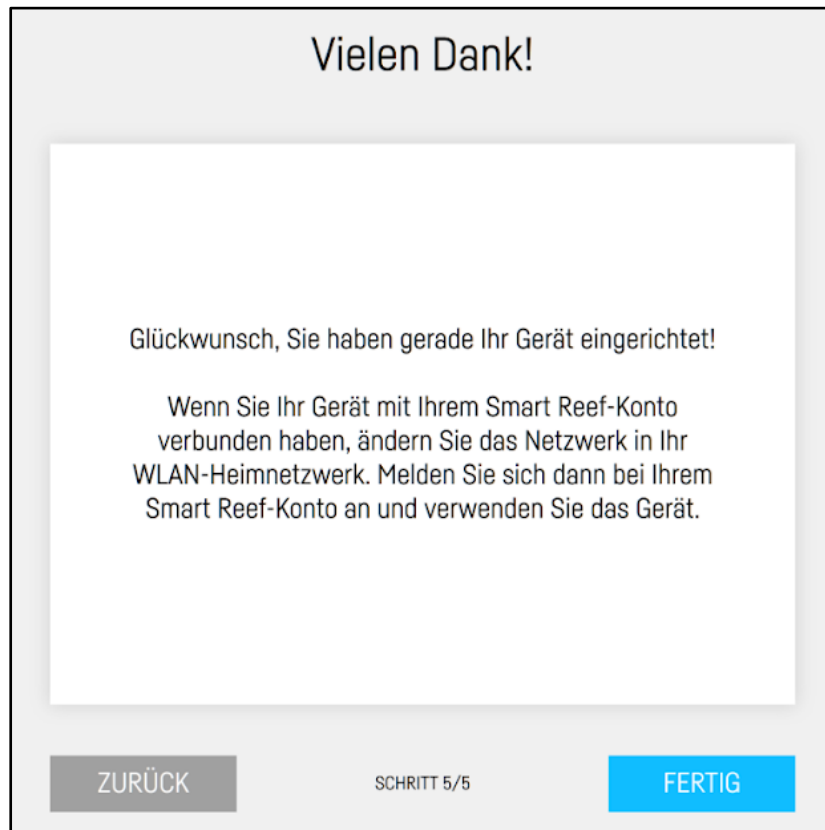 Vielen Dank!
Glückwunsch, Sie haben gerade Ihr Gerät eingerichtet!
Wenn Sie Ihr Gerät mit Ihrem Smart Reef-Konto
verbunden haben, ändern Sie das Netzwerk in Ihr
WLAN-Heimnetzwerk. Melden Sie sich dann bei Ihrem
Smart Reef-Konto an und verwenden Sie das Gerät.
ZURÜCK
SCHRITT 5/5
FERTIG